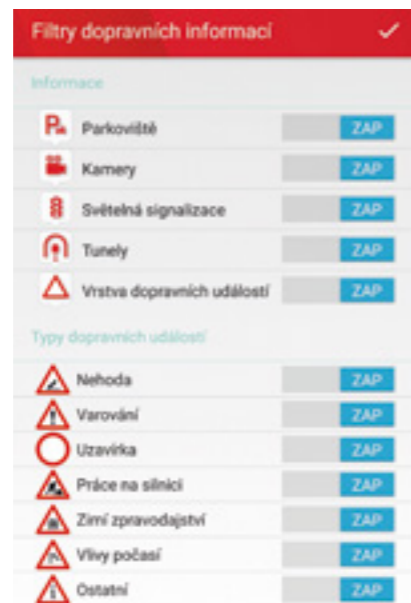 Filtry dopravních informací
Informace
Parkoviště ZAP
Kamery ZAP
Světelná signalizace ZAP
Tunely ZAP
Vrstva dopravních událostí ZAP
Typy dopravních událostí
Nehoda ZAP
Varování ZAP
Uzavírka ZAP
Práce na silnici ZAP
Zimní zpravodajství ZAP
Vlivy počasí ZAP
Ostatní ZAP